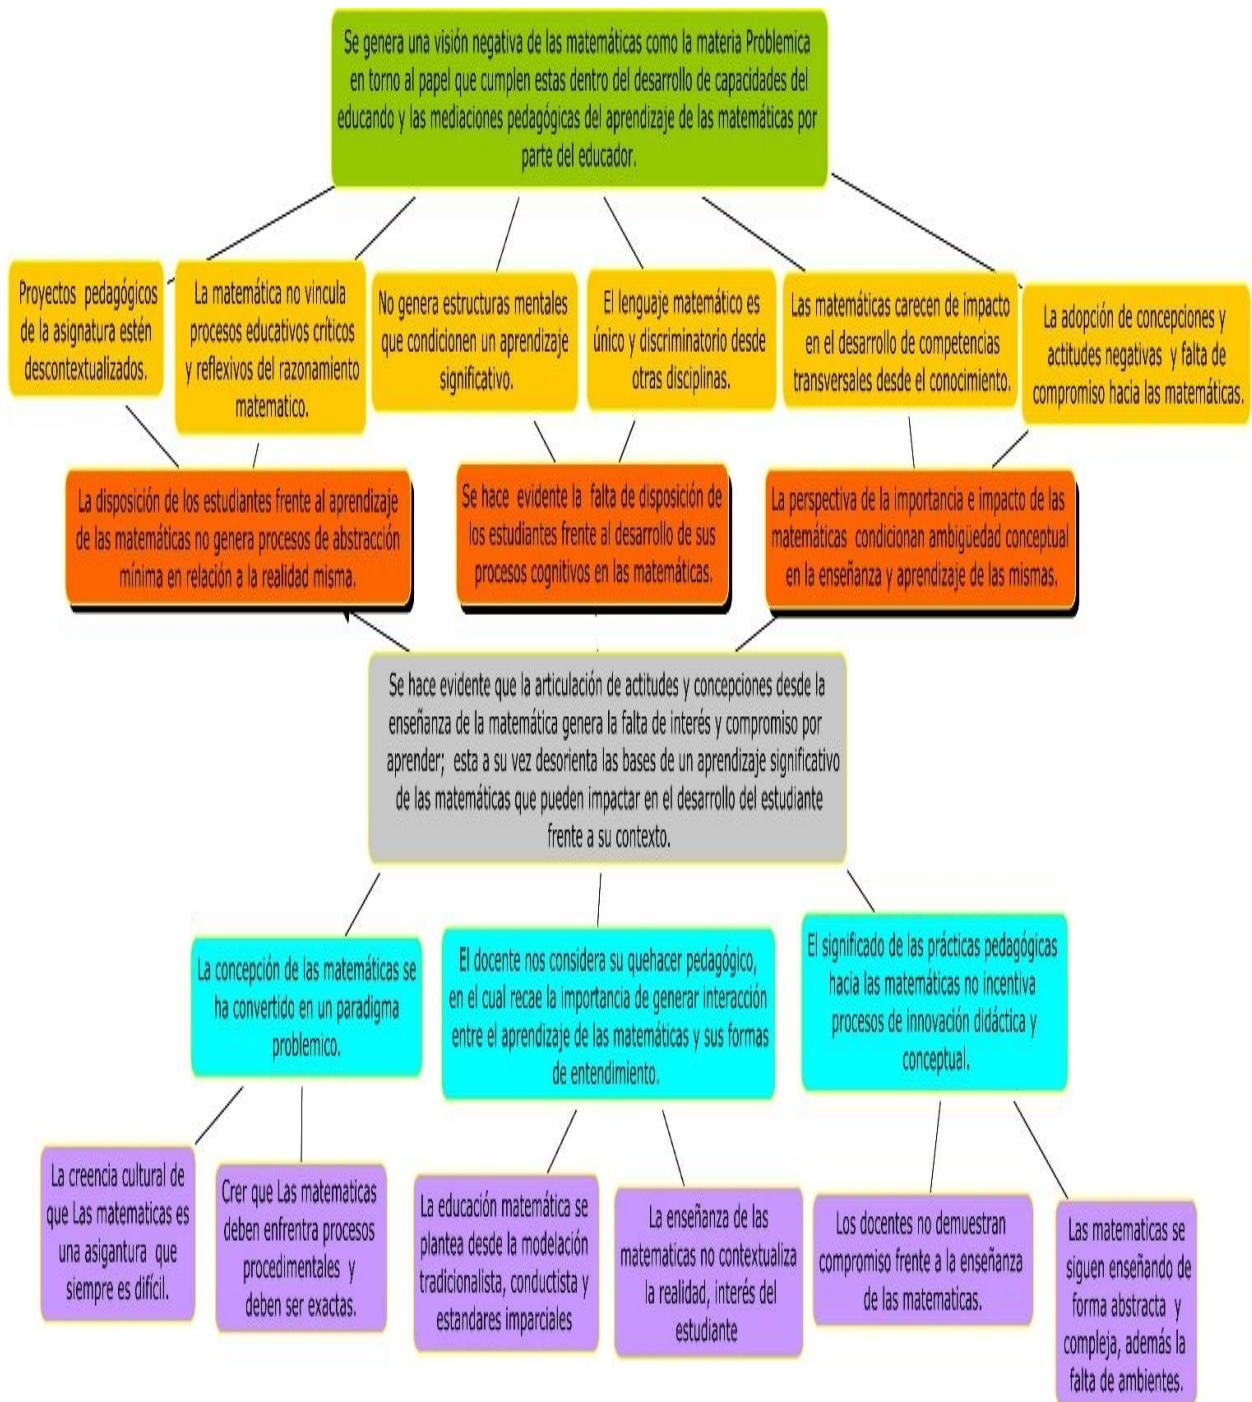 Se genera una visión negativa de las matemáticas como la materia Problemica
en torno al papel que cumplen estas dentro del desarrollo de capacidades del
educando y las mediaciones pedagógicas del aprendizaje de las matemáticas por
parte del educador.
Proyectos pedagógicos
de la asignatura estén
descontextualizados.
La matemática no vincula
procesos educativos críticos
y reflexivos del razonamiento
matematico.
No genera estructuras mentales
que condicionen un aprendizaje
significativo.
El lenguaje matemático es
único y discriminatorio desde
otras disciplinas.
Las matemáticas carecen de impacto
en el desarrollo de competencias
transversales desde el conocimiento.
La adopción de concepciones y
actitudes negativas y falta de
compromiso hacia las matemáticas.
La disposición de los estudiantes frente al aprendizaje
de las matemáticas no genera procesos de abstracción
mínima en relación a la realidad misma.
Se hace evidente la falta de disposición de
los estudiantes frente al desarrollo de sus
procesos cognitivos en las matemáticas.
La perspectiva de la importancia e impacto de las
matemáticas condicionan ambigüedad conceptual
en la enseñanza y aprendizaje de las mismas.
Se hace evidente que la articulación de actitudes y concepciones desde la
enseñanza de la matemática genera la falta de interés y compromiso por
aprender; esta a su vez desorienta las bases de un aprendizaje significativo
de las matemáticas que pueden impactar en el desarrollo del estudiante
frente a su contexto.
La concepción de las matemáticas se
ha convertido en un paradigma
problemico.
El docente nos considera su quehacer pedagógico,
en el cual recae la importancia de generar interacción
entre el aprendizaje de las matemáticas y sus formas
de entendimiento.
El significado de las prácticas pedagógicas
hacia las matemáticas no incentiva
procesos de innovación didáctica y
conceptual.
La creencia cultural de
que Las matematicas es
una asigantura que
siempre es difícil.
Crer que Las matematicas
deben enfrentra procesos
procedimentales y
deben ser exactas.
La educación matemática se
plantea desde la modelación
tradicionalista, conductista y
estandares imparciales
La enseñanza de las
matematicas no contextualiza
la realidad, interés del
estudiante
Los docentes no demuestran
compromiso frente a la enseñanza
de las matematicas.
Las matematicas se
siguen enseñando de
forma abstracta y
compleja, además la
falta de ambientes.